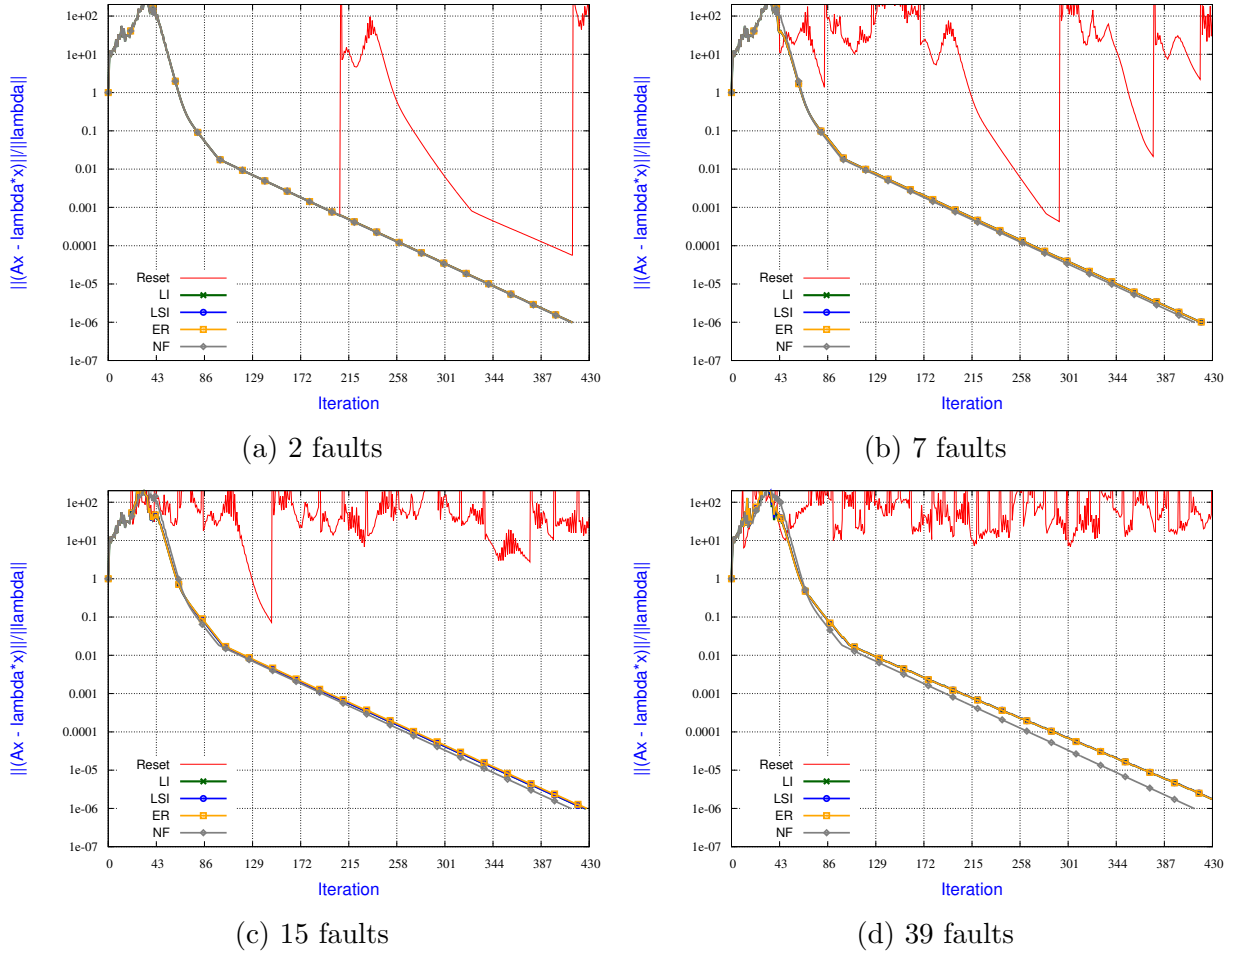 ||(Ax - lambda*x)||/||lambda||
1e+02
1e+01
1
0.1
0.01
0.001
0.0001
1e-05
1e-06
1e-07
Reset
LI
LSI
ER
NF
0 43 86 129 172 215 258 301 344 387 430
Iteration
(a) 2 faults
||(Ax - lambda*x)||/||lambda||
1e+02
1e+01
1
0.1
0.01
0.001
0.0001
1e-05
1e-06
1e-07
Reset
LI
LSI
ER
NF
0 43 86 129 172 215 258 301 344 387 430
Iteration
(b) 7 faults
||(Ax - lambda*x)||/||lambda||
1e+02
1e+01
1
0.1
0.01
0.001
0.0001
1e-05
1e-06
1e-07
Reset
LI
LSI
ER
NF
0 43 86 129 172 215 258 301 344 387 430
Iteration
(c) 15 faults
||(Ax - lambda*x)||/||lambda||
1e+02
1e+01
1
0.1
0.01
0.001
0.0001
1e-05
1e-06
1e-07
Reset
LI
LSI
ER
NF
0 43 86 129 172 215 258 301 344 387 430
Iteration
(d) 39 faults